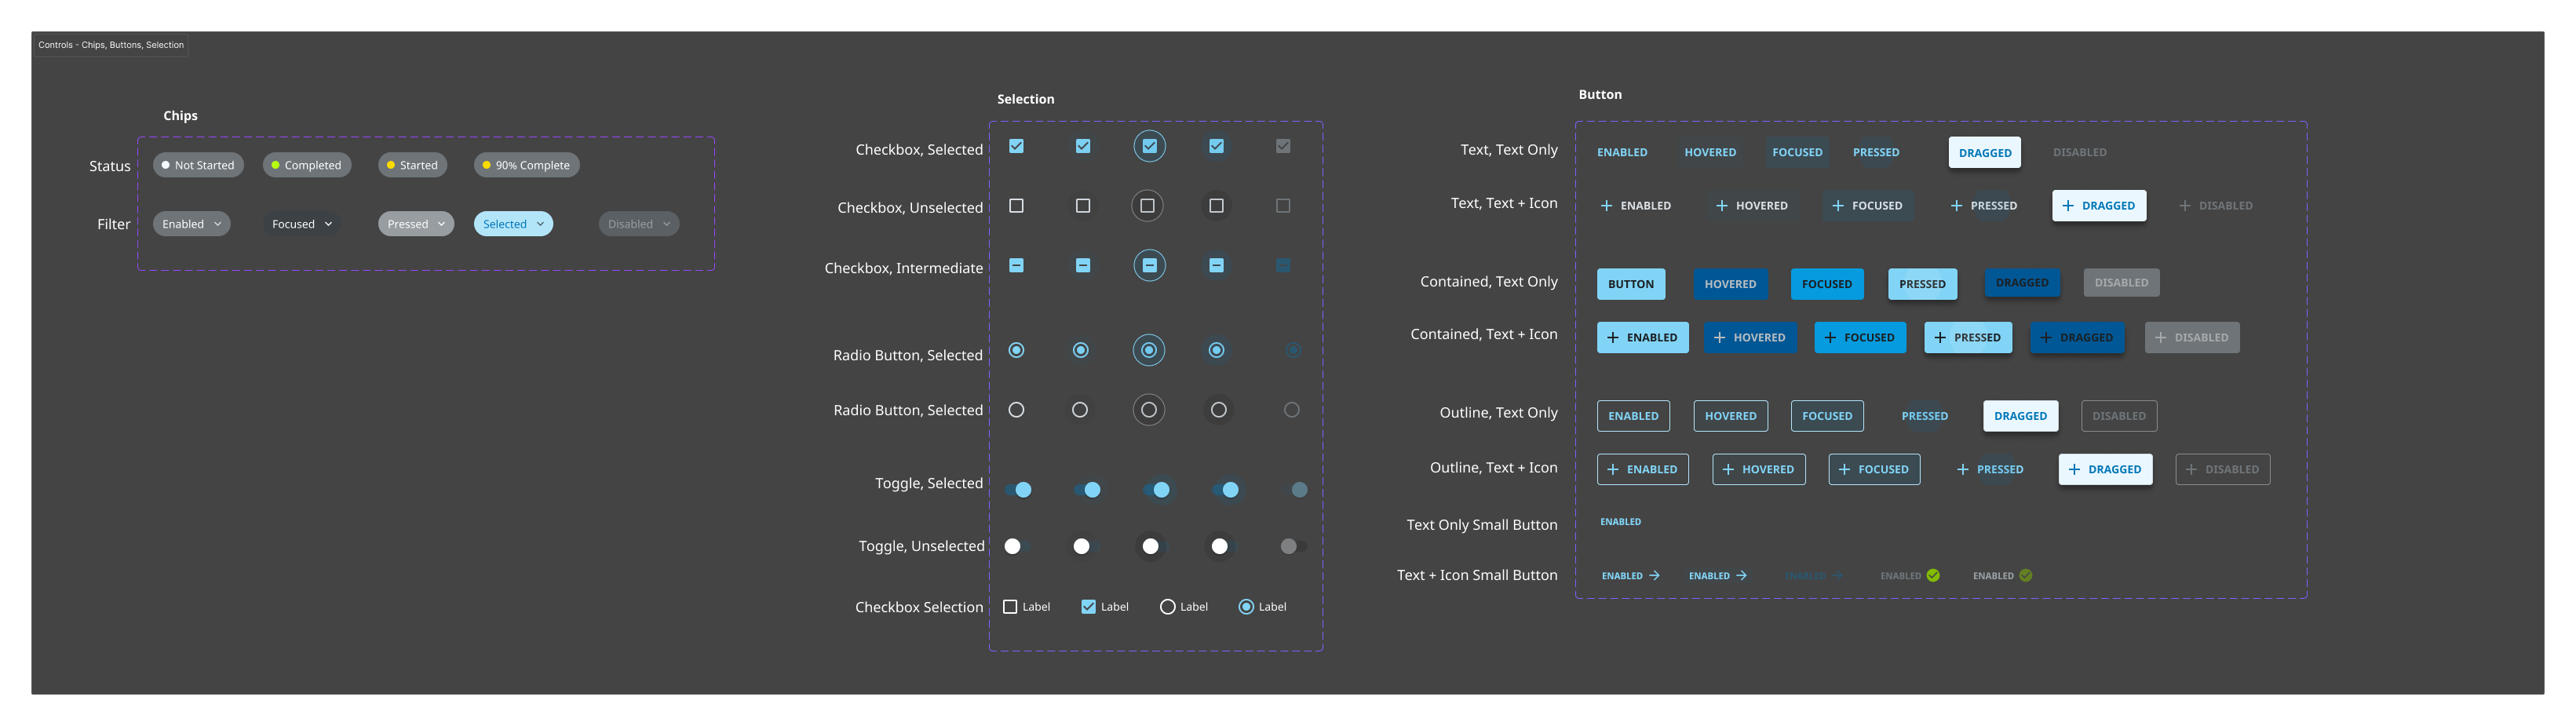 Controls - Chips, Buttons, Selection
Chips
Status
Not Started
Completed
Started
90% Complete
Filter
Enabled
Focused
Pressed
Selected
Disabled
Selection
Checkbox, Selected
Checkbox, Unselected
Checkbox, Intermediate
Radio Button, Selected
Radio Button, Selected
Toggle, Selected
Toggle, Unselected
Checkbox Selection
Label
Label
Label
Label
Button
Text, Text Only
ENABLED
HOVERED
FOCUSED
PRESSED
DRAGGED
DISABLED
Text, Text + Icon
ENABLED
HOVERED
FOCUSED
PRESSED
DRAGGED
DISABLED
Contained, Text Only
BUTTON
HOVERED
FOCUSED
PRESSED
DRAGGED
DISABLED
Contained, Text + Icon
ENABLED
HOVERED
FOCUSED
PRESSED
DRAGGED
DISABLED
Outline, Text Only
ENABLED
HOVERED
FOCUSED
PRESSED
DRAGGED
DISABLED
Outline, Text + Icon
ENABLED
HOVERED
FOCUSED
PRESSED
DRAGGED
DISABLED
Text Only Small Button
ENABLED
Text + Icon Small Button
ENABLED
ENABLED
ENABLED
ENABLED
ENABLED